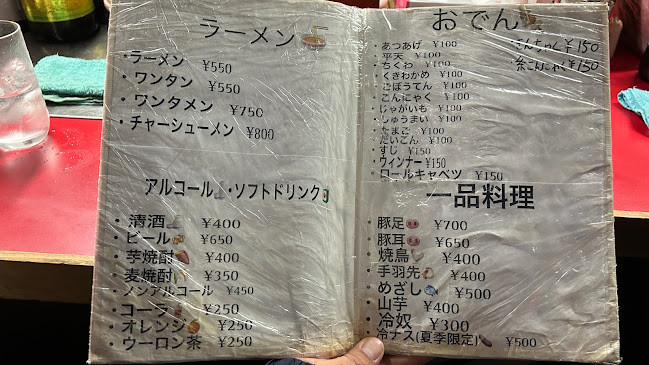 ラーメン
・ラーメン ¥550
・ワンタン ¥550
・ワンタメン ¥750
・チャーシューメン ¥800
アルコール・ソフトドリンク
・清酒 ¥400
・ビール ¥650
・芋焼酎 ¥400
・麦焼酎 ¥350
・ノンアルコール ¥450
・コーラ ¥250
・オレンジ ¥250
・ウーロン茶 ¥250
おでん
・あつあげ ¥100
・平天 ¥100
・ちくわ ¥100
・くきわかめ ¥100
・ごぼうてん ¥100
・こんにゃく ¥100
・じゃがいも ¥100
・しゅうまい ¥100
・たまご ¥100
・だいこん ¥100
・すじ ¥150
・ウィンナー ¥150
・ロールキャベツ ¥150
¥150
糸こんにゃく ¥150
一品料理
・豚足 ¥700
・豚耳 ¥650
・焼鳥 ¥400
・手羽先 ¥400
・めざし ¥500
・山芋 ¥400
・冷奴 ¥300
・冷ナス(夏季限定) ¥500